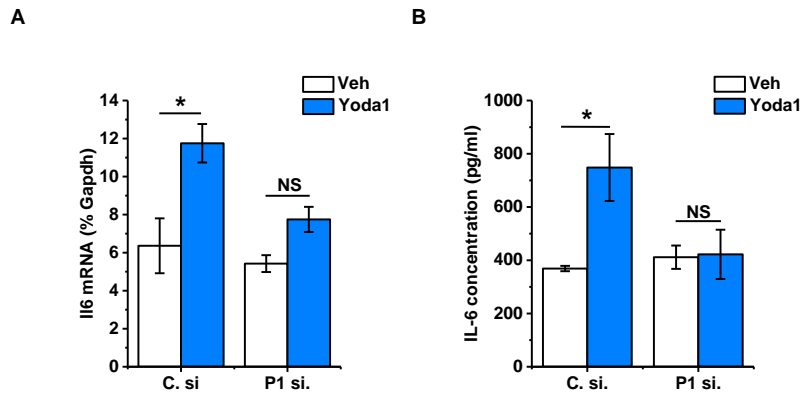 A
B
Veh
Yoda1
Il6 mRNA (% Gapdh)
14
12
10
8
6
4
2
0
*
NS
C. si
P1 si.
Veh
Yoda1
IL-6 concentration (pg/ml)
1000
800
600
400
200
0
*
NS
C. si.
P1 si.